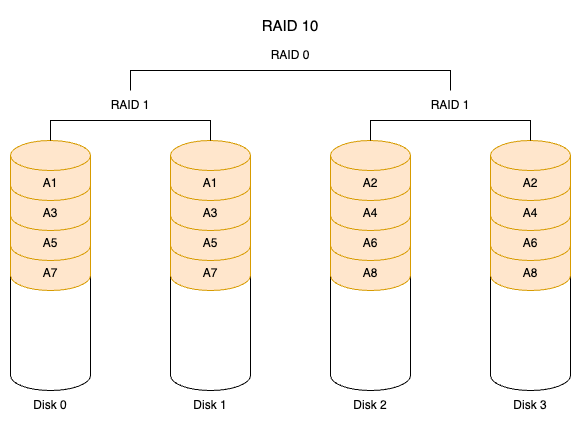 RAID 10
RAID 0
RAID 1 RAID 1
A1 A1 A2 A2
A3 A3 A4 A4
A5 A5 A6 A6
A7 A7 A8 A8
Disk 0 Disk 1 Disk 2 Disk 3